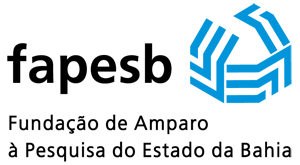 fapesb
Fundação de Amparo
à Pesquisa do Estado da Bahia